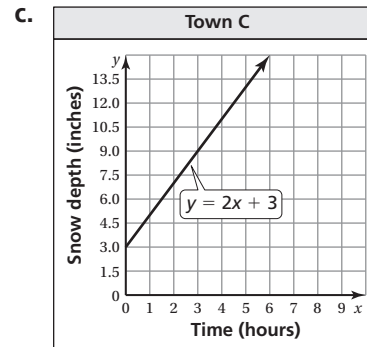 c.
Town C
y
13.5
12.0
10.5
9.0
7.5
6.0
4.5
3.0
1.5
0
Snow depth (inches)
y = 2x + 3
0 1 2 3 4 5 6 7 8 9 x
Time (hours)